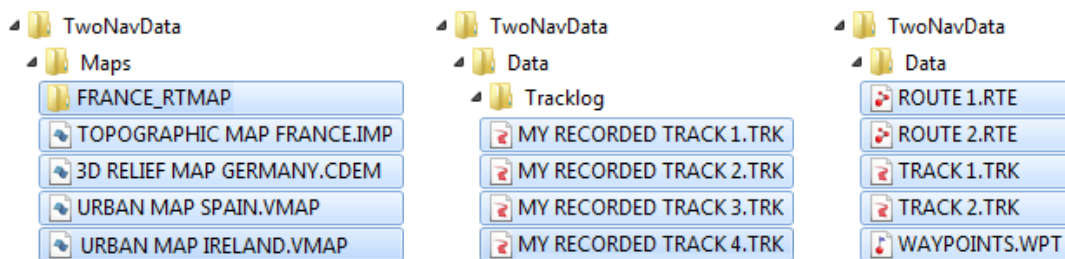 TwoNavData
Maps
FRANCE_RTMAP
TOPOGRAPHIC MAP FRANCE.IMP
3D RELIEF MAP GERMANY.CDEM
URBAN MAP SPAIN.VMAP
URBAN MAP IRELAND.VMAP
TwoNavData
Data
Tracklog
MY RECORDED TRACK 1.TRK
MY RECORDED TRACK 2.TRK
MY RECORDED TRACK 3.TRK
MY RECORDED TRACK 4.TRK
TwoNavData
Data
ROUTE 1.RTE
ROUTE 2.RTE
TRACK 1.TRK
TRACK 2.TRK
WAYPOINTS.WPT